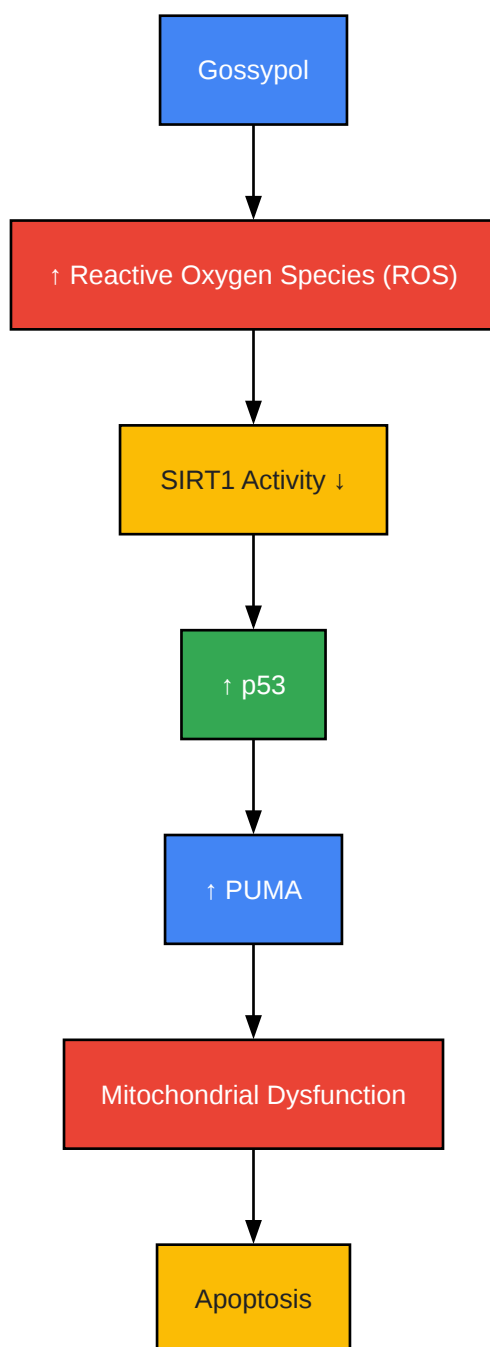 Gossypol
↑ Reactive Oxygen Species (ROS)
SIRT1 Activity ↓
↑ p53
↑ PUMA
Mitochondrial Dysfunction
Apoptosis